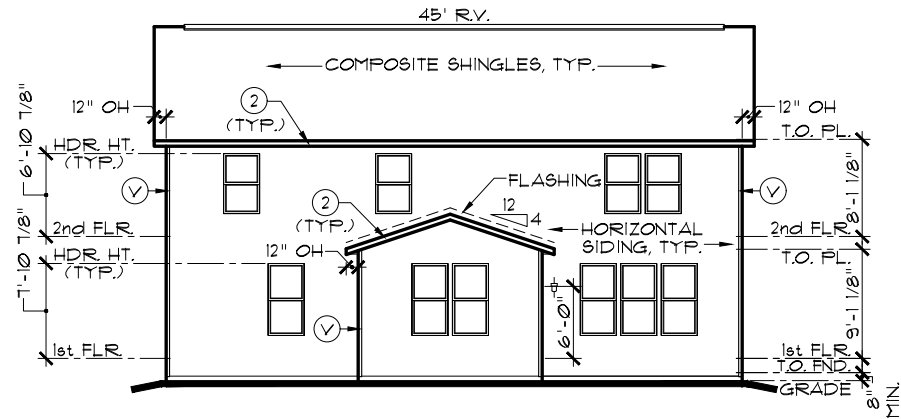 45' R.V.
COMPOSITE SHINGLES, TYP.
12" OH
2
(TYP.)
12" OH
T.O. PL.
6'-10 7/8"
HDR. HT.
(TYP.)
V
FLASHING
V
8'-1 1/8"
2
(TYP.)
12
4
2nd FLR.
HORIZONTAL
SIDING, TYP.
2nd FLR.
T.O. PL.
12" OH
HDR. HT.
(TYP.)
7'-10 7/8"
6'-0"
9'-1 1/8"
V
1st FLR.
1st FLR.
T.O. FND.
GRADE
8"
MIN.